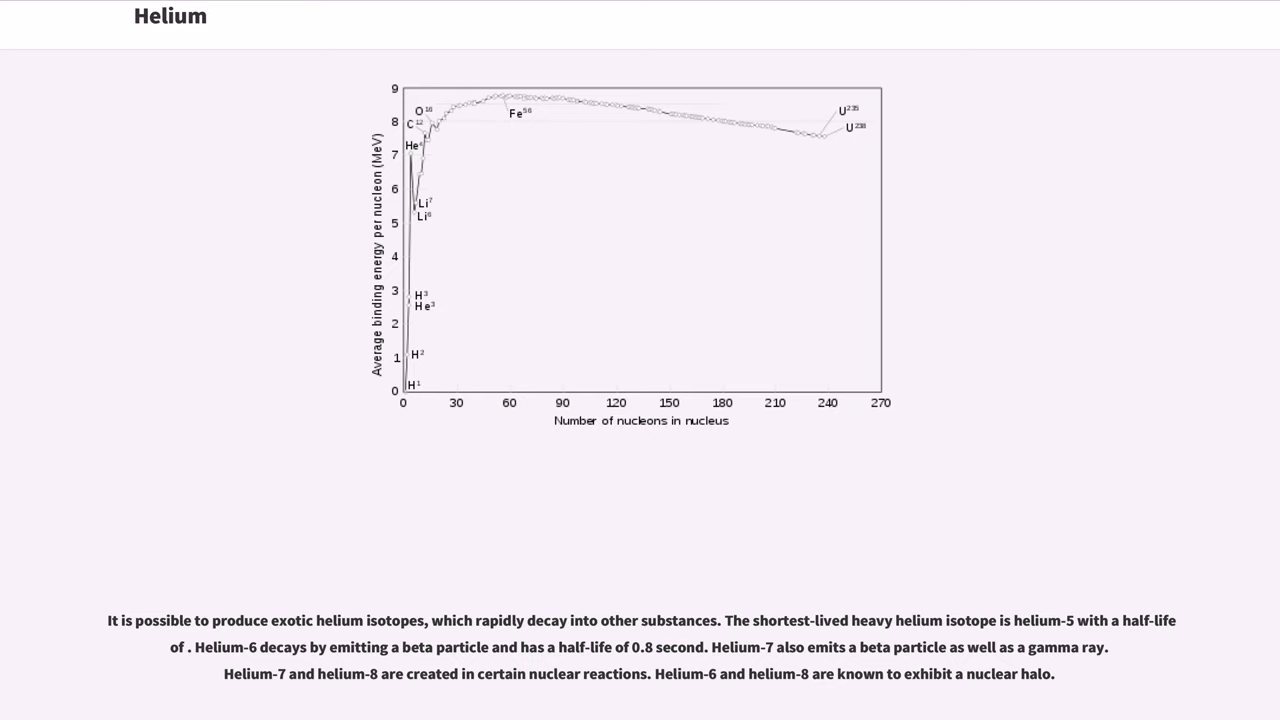 Helium
9
8
7
6
5
4
3
2
1
0
Average binding energy per nucleon (MeV)
O16
C12
He4
Li7
Li6
H3
He3
H2
H1
Fe56
U235
U238
0 30 60 90 120 150 180 210 240 270
Number of nucleons in nucleus
It is possible to produce exotic helium isotopes, which rapidly decay into other substances. The shortest-lived heavy helium isotope is helium-5 with a half-life
of . Helium-6 decays by emitting a beta particle and has a half-life of 0.8 second. Helium-7 also emits a beta particle as well as a gamma ray.
Helium-7 and helium-8 are created in certain nuclear reactions. Helium-6 and helium-8 are known to exhibit a nuclear halo.